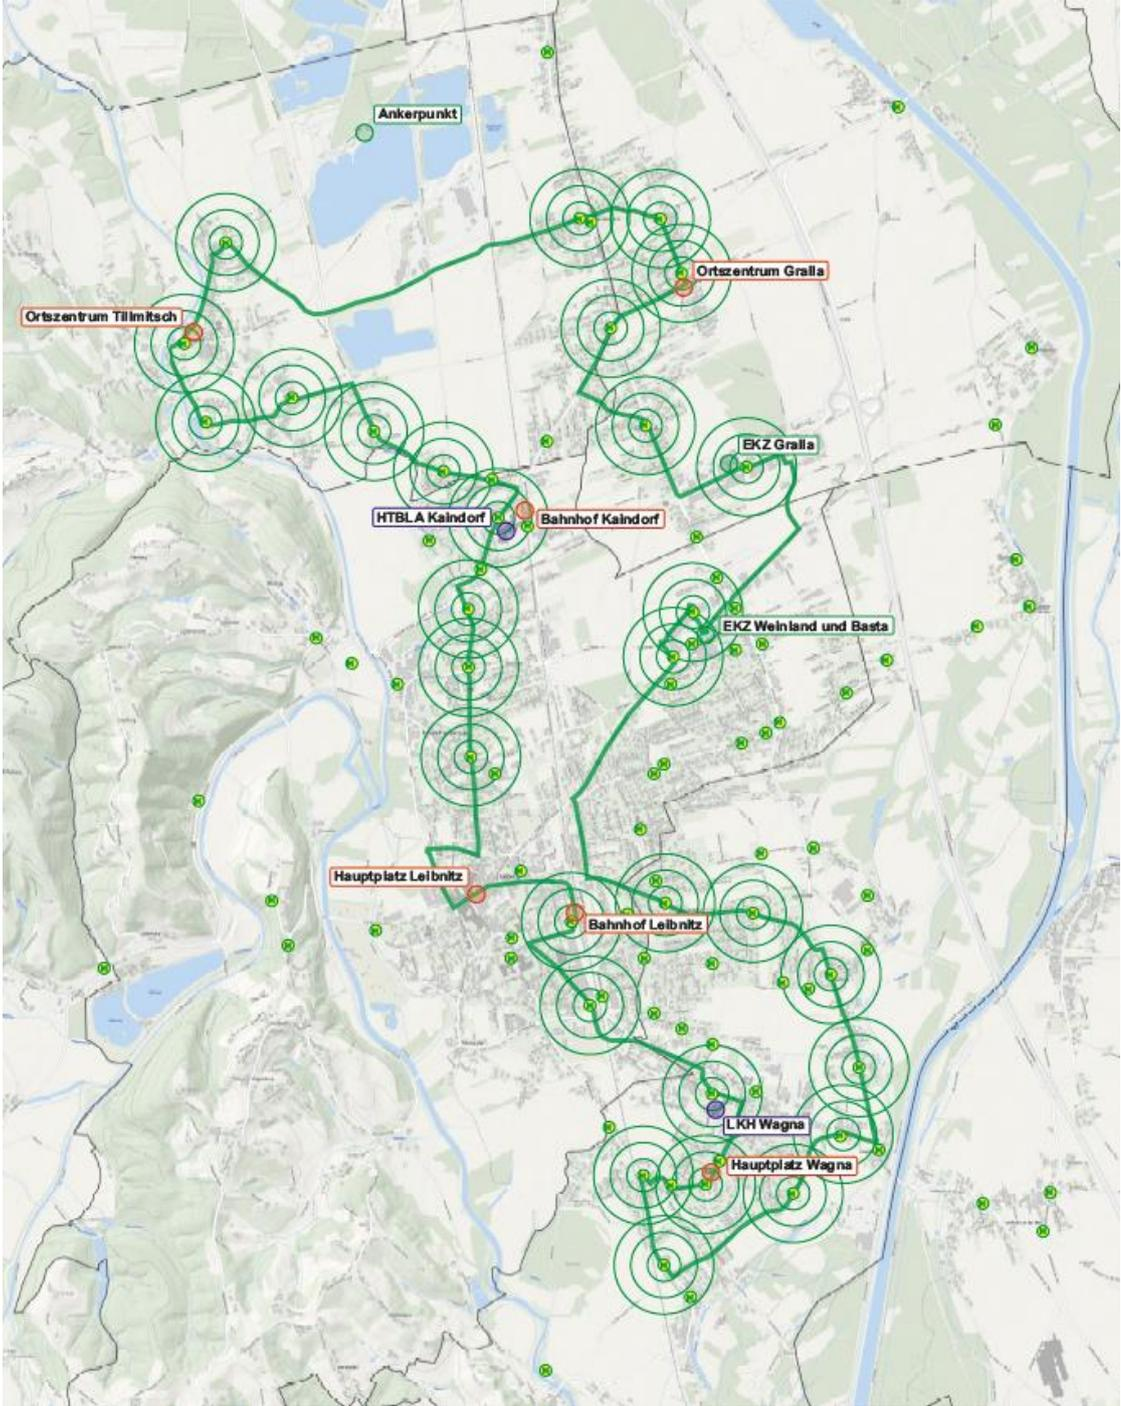 Ankerpunkt
Ortszentrum Gralla
Ortszentrum Tillmitsch
EKZ Gralla
HTBLA Kaindorf
Bahnhof Kaindorf
EKZ Weinland und Basta
Hauptplatz Leibnitz
Bahnhof Leibnitz
LKH Wagna
Hauptplatz Wagna